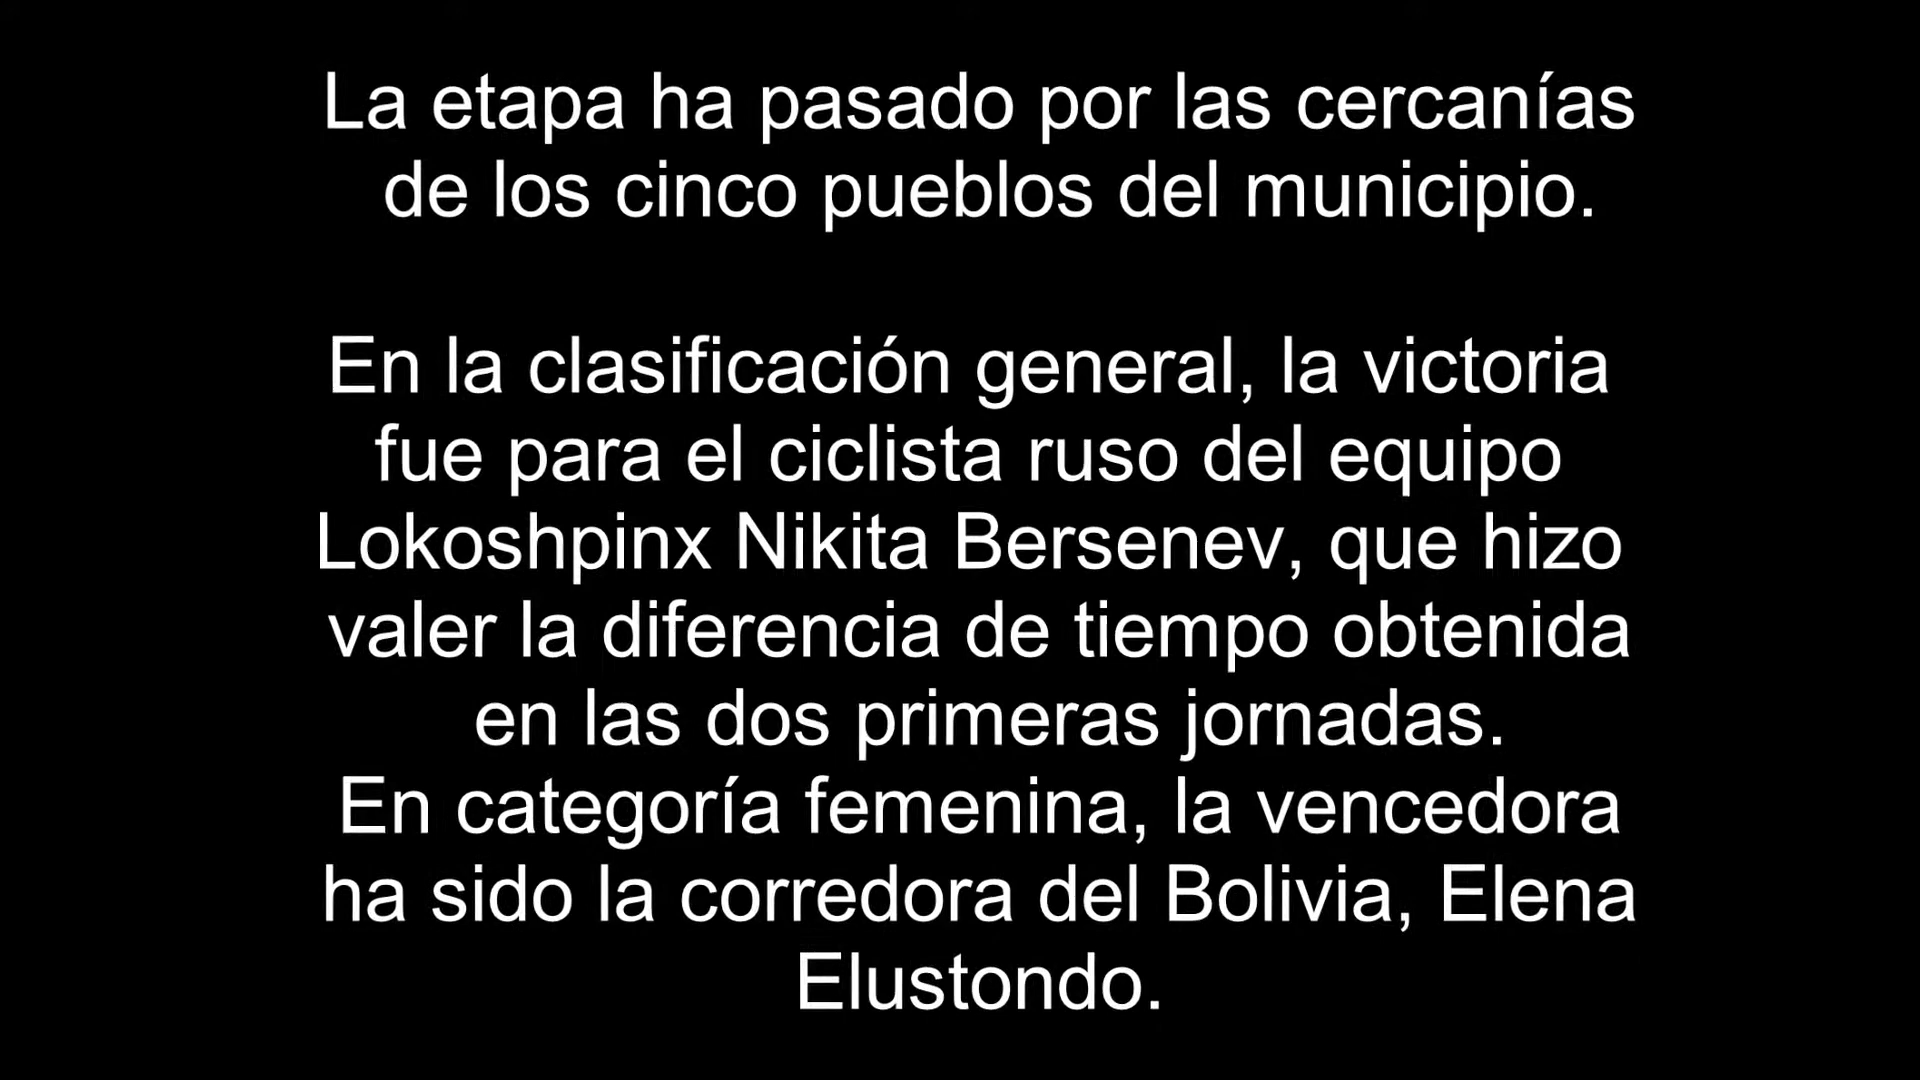 La etapa ha pasado por las cercanías
de los cinco pueblos del municipio.
En la clasificación general, la victoria
fue para el ciclista ruso del equipo
Lokoshpinx Nikita Bersenev, que hizo
valer la diferencia de tiempo obtenida
en las dos primeras jornadas.
En categoría femenina, la vencedora
ha sido la corredora del Bolivia, Elena
Elustondo.